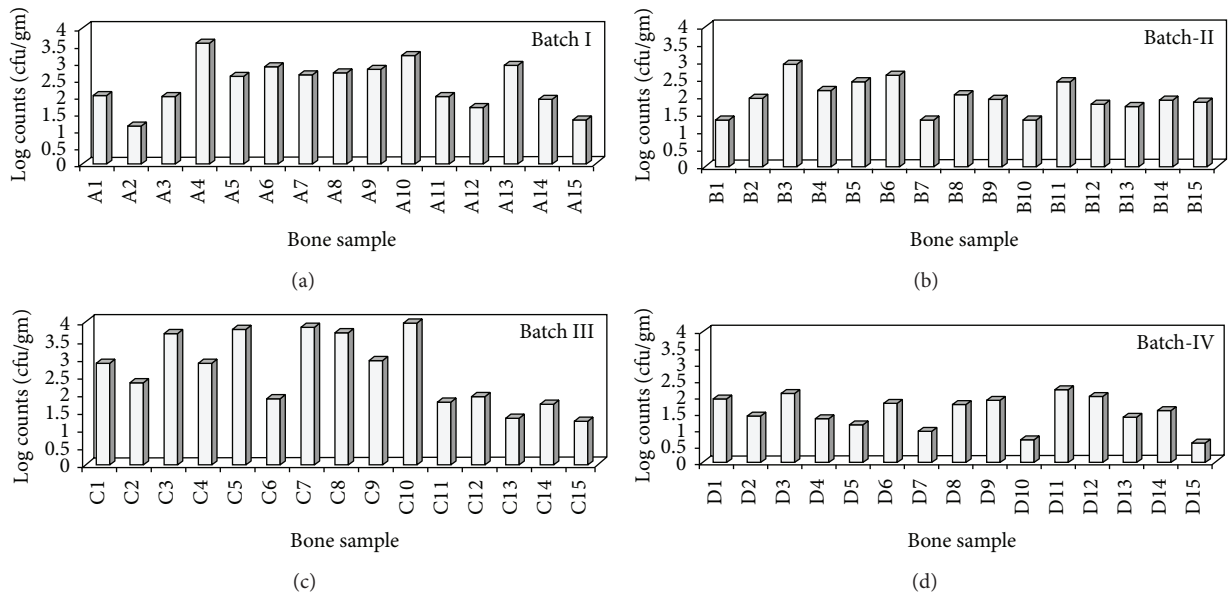 Log counts (cfu/gm)
4
3.5
3
2.5
2
1.5
1
0.5
0
Batch I
A1 A2 A3 A4 A5 A6 A7 A8 A9 A10 A11 A12 A13 A14 A15
Bone sample
(a)
Log counts (cfu/gm)
4
3.5
3
2.5
2
1.5
1
0.5
0
Batch-II
B1 B2 B3 B4 B5 B6 B7 B8 B9 B10 B11 B12 B13 B14 B15
Bone sample
(b)
Log counts (cfu/gm)
4
3.5
3
2.5
2
1.5
1
0.5
0
Batch III
C1 C2 C3 C4 C5 C6 C7 C8 C9 C10 C11 C12 C13 C14 C15
Bone sample
(c)
Log counts (cfu/gm)
4
3.5
3
2.5
2
1.5
1
0.5
0
Batch-IV
D1 D2 D3 D4 D5 D6 D7 D8 D9 D10 D11 D12 D13 D14 D15
Bone sample
(d)